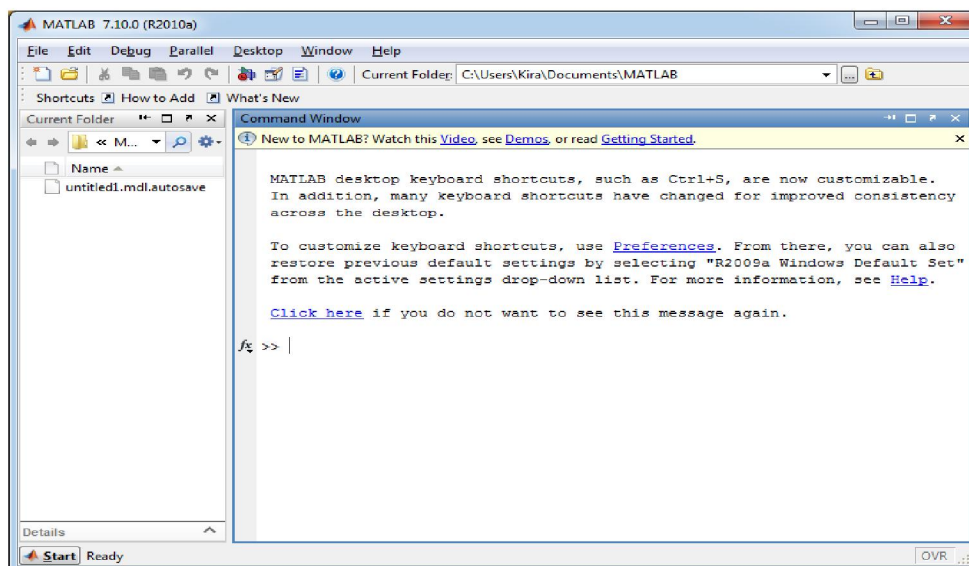 MATLAB 7.10.0 (R2010a)
File Edit Debug Parallel Desktop Window Help
Current Folder: C:\Users\Kira\Documents\MATLAB
Shortcuts How to Add What's New
Current Folder
« M...
Name
untitled1.mdl.autosave
Details
Command Window
New to MATLAB? Watch this Video, see Demos, or read Getting Started.
MATLAB desktop keyboard shortcuts, such as Ctrl+S, are now customizable.
In addition, many keyboard shortcuts have changed for improved consistency
across the desktop.
To customize keyboard shortcuts, use Preferences. From there, you can also
restore previous default settings by selecting "R2009a Windows Default Set"
from the active settings drop-down list. For more information, see Help.
Click here if you do not want to see this message again.
fx >>
Start Ready
OVR